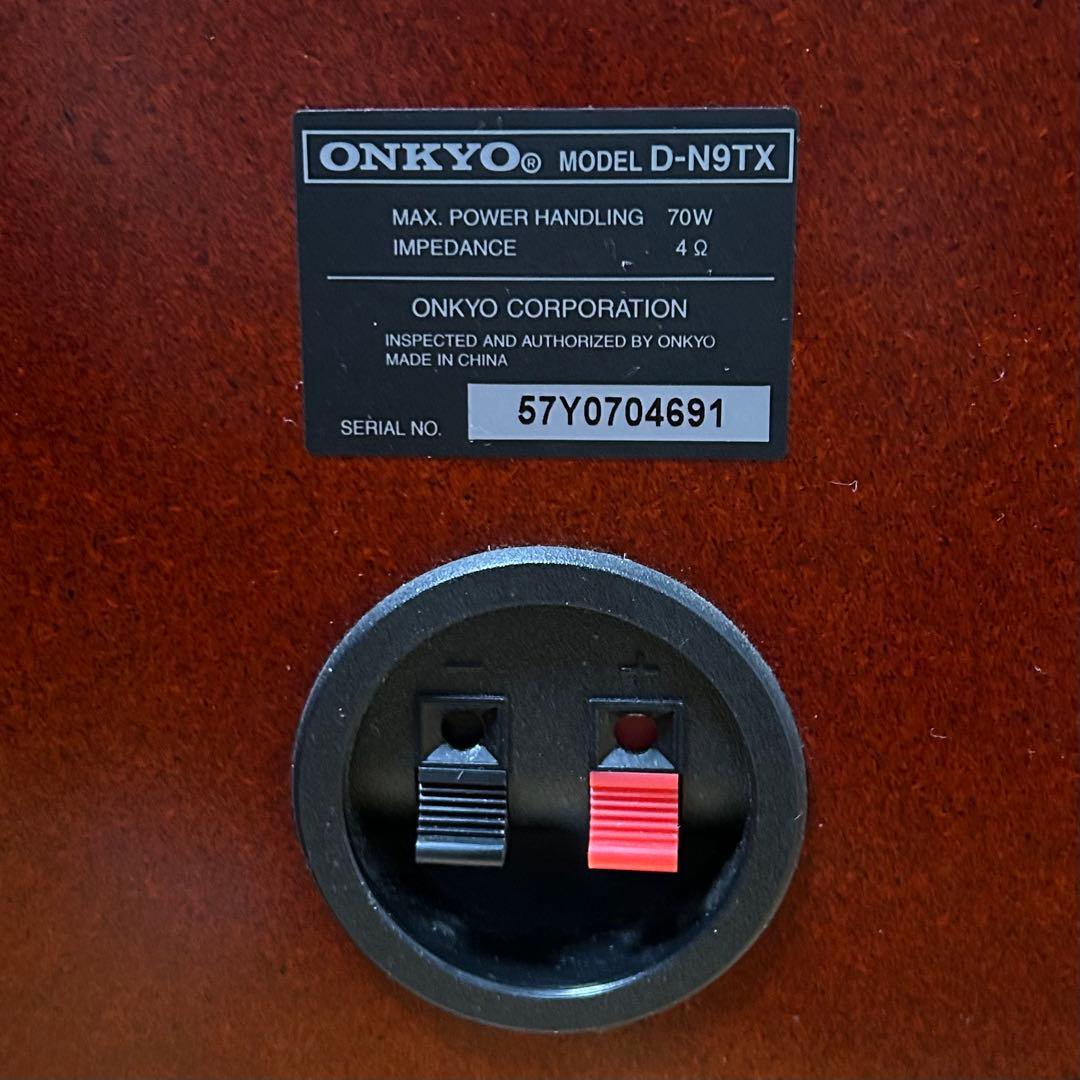 ONKYO® MODEL D-N9TX
MAX. POWER HANDLING 70W
IMPEDANCE 4 Ω
ONKYO CORPORATION
INSPECTED AND AUTHORIZED BY ONKYO
MADE IN CHINA
SERIAL NO. 57Y0704691
− +